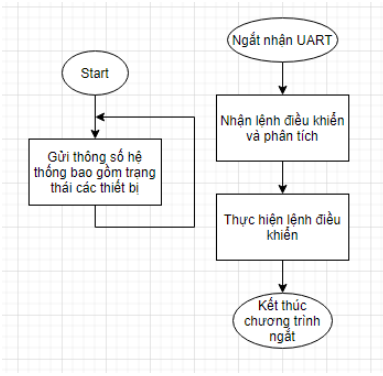 Start
Gửi thông số hệ
thống bao gồm trạng
thái các thiết bị
Ngắt nhận UART
Nhận lệnh điều khiển
và phân tích
Thực hiện lệnh điều
khiển
Kết thúc
chương trình
ngắt